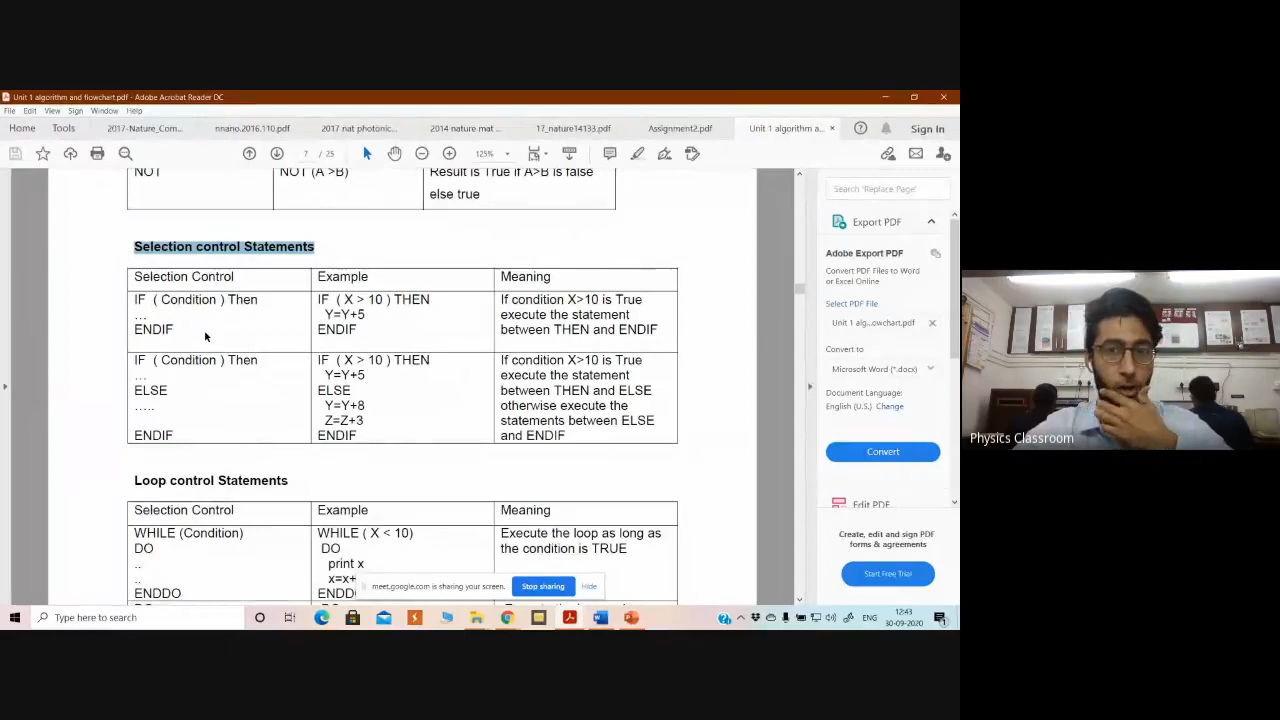 Unit 1 algorithm and flowchart.pdf - Adobe Acrobat Reader DC
File Edit View Sign Window Help
Home Tools 2017-Nature_Com... nnano.2016.110.pdf 2017 nat photonic... 2014 nature mat ... 17_nature14133.pdf Assignment2.pdf Unit 1 algorithm a... Sign In
7 / 25 125%
NOT NOT (A >B) Result is True if A>B is false
else true
Selection control Statements
Selection Control Example Meaning
IF ( Condition ) Then IF ( X > 10 ) THEN If condition X>10 is True
... Y=Y+5 execute the statement
ENDIF ENDIF between THEN and ENDIF
IF ( Condition ) Then IF ( X > 10 ) THEN If condition X>10 is True
... Y=Y+5 execute the statement
ELSE ELSE between THEN and ELSE
..... Y=Y+8 otherwise execute the
Z=Z+3 statements between ELSE
ENDIF ENDIF and ENDIF
Loop control Statements
Selection Control Example Meaning
WHILE (Condition) WHILE ( X < 10) Execute the loop as long as
DO DO the condition is TRUE
.. print x
.. x=x+
ENDDO ENDDO
meet.google.com is sharing your screen. Stop sharing Hide
Search 'Replace Page'
Export PDF
Adobe Export PDF
Convert PDF Files to Word
or Excel Online
Select PDF File
Unit 1 alg...owchart.pdf
Convert to
Microsoft Word (*.docx)
Document Language:
English (U.S.) Change
Convert
Edit PDF
Create, edit and sign PDF
forms & agreements
Start Free Trial
Type here to search
ENG
12:43
30-09-2020
Physics Classroom